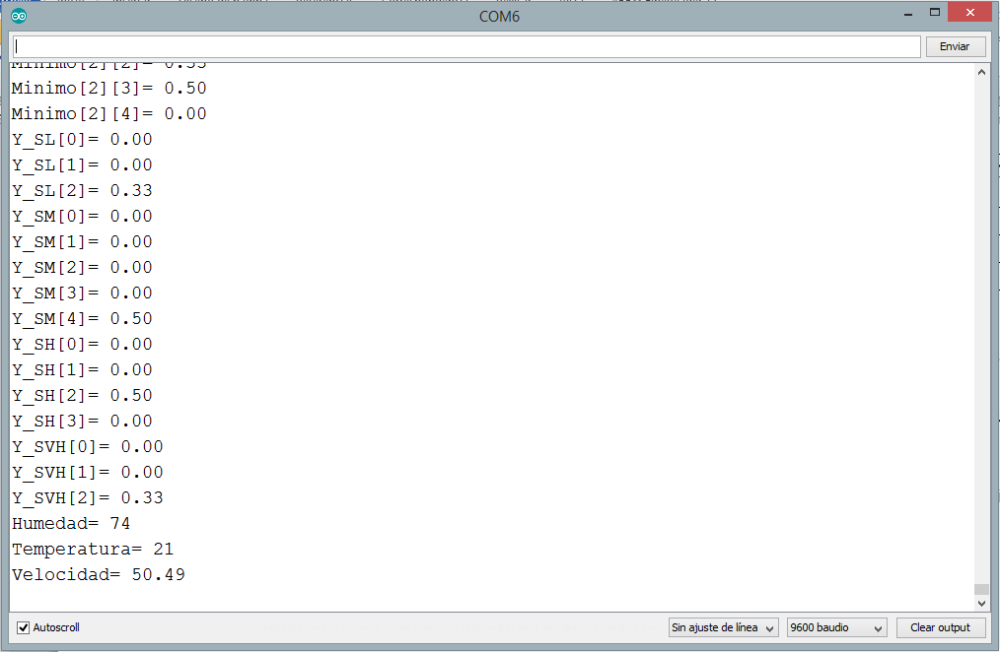 COM6
Enviar
Minimo[2][2]= 0.33
Minimo[2][3]= 0.50
Minimo[2][4]= 0.00
Y_SL[0]= 0.00
Y_SL[1]= 0.00
Y_SL[2]= 0.33
Y_SM[0]= 0.00
Y_SM[1]= 0.00
Y_SM[2]= 0.00
Y_SM[3]= 0.00
Y_SM[4]= 0.50
Y_SH[0]= 0.00
Y_SH[1]= 0.00
Y_SH[2]= 0.50
Y_SH[3]= 0.00
Y_SVH[0]= 0.00
Y_SVH[1]= 0.00
Y_SVH[2]= 0.33
Humedad= 74
Temperatura= 21
Velocidad= 50.49
Autoscroll Sin ajuste de línea 9600 baudio Clear output